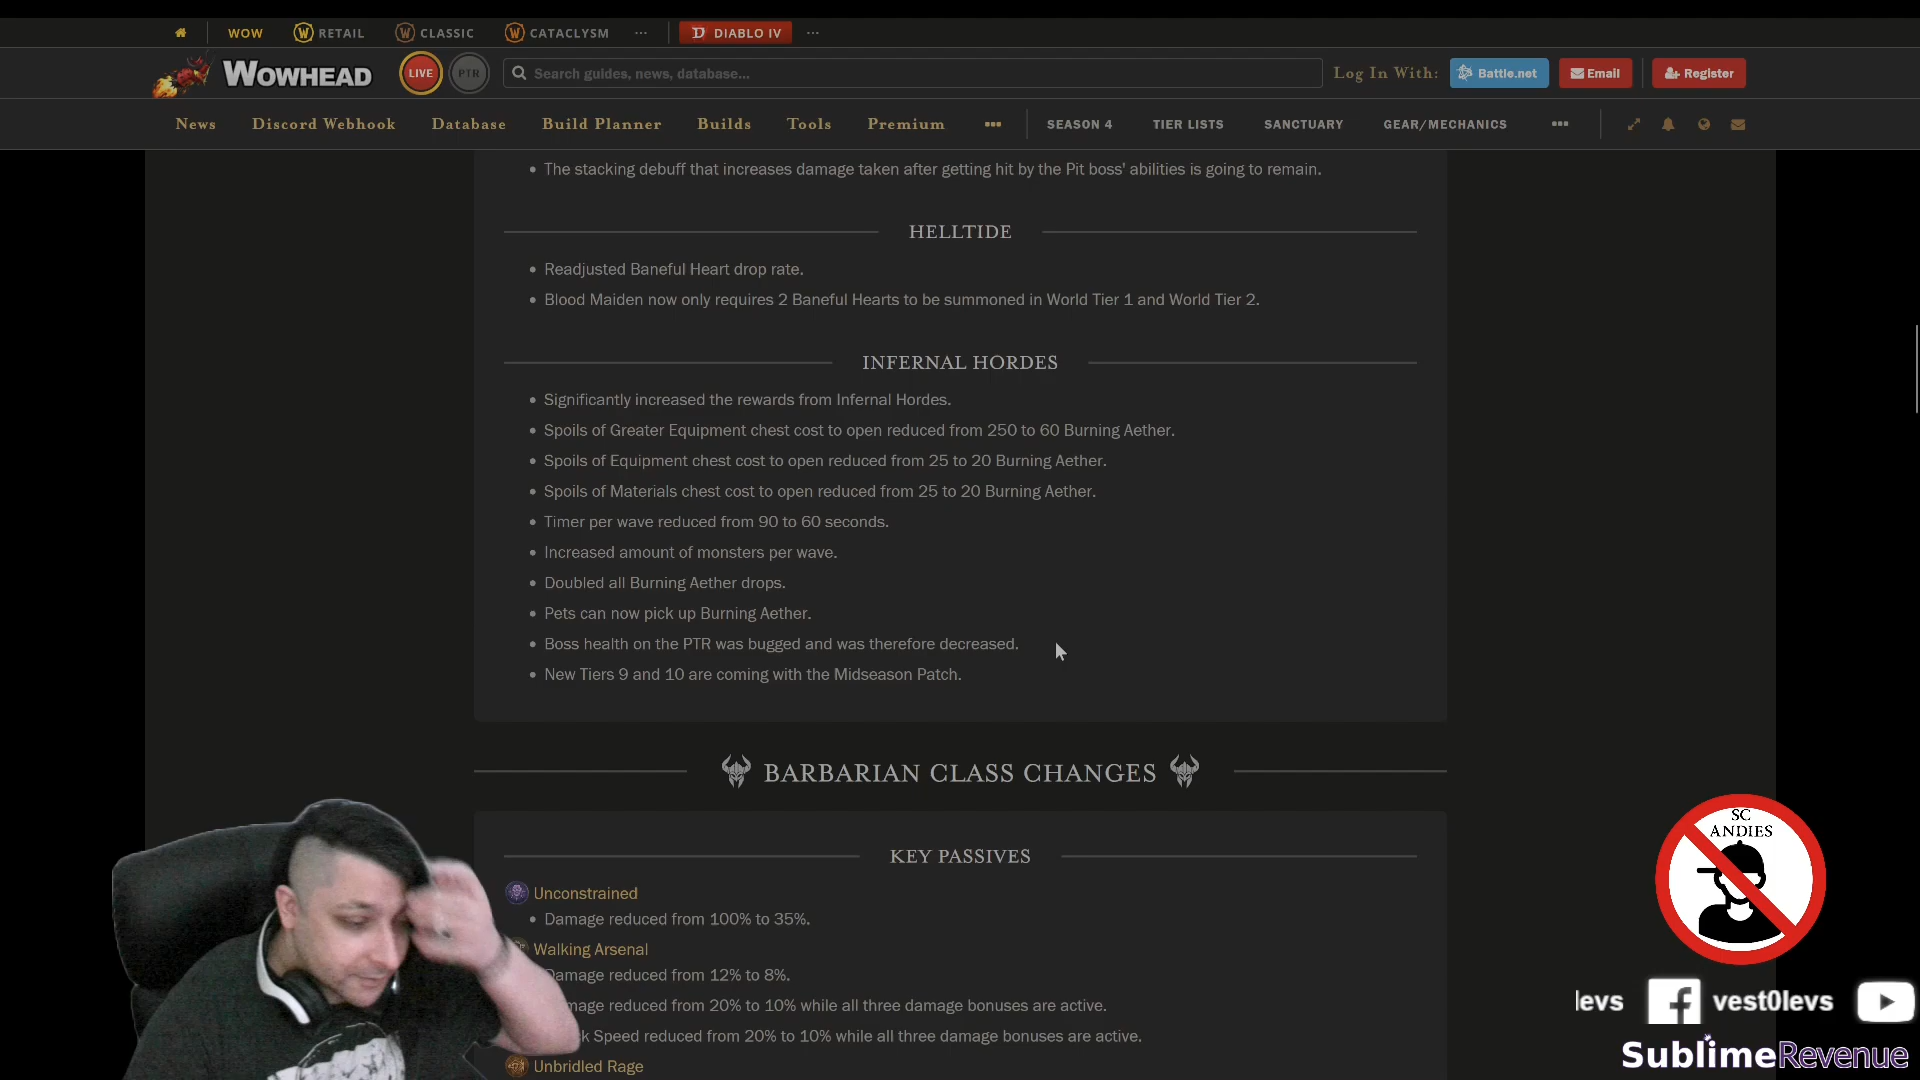 WOW
RETAIL
CLASSIC
CATACLYSM
DIABLO IV
WOWHEAD
LIVE
PTR
Search guides, news, database...
Log In With:
Battle.net
Email
Register
News
Discord Webhook
Database
Build Planner
Builds
Tools
Premium
SEASON 4
TIER LISTS
SANCTUARY
GEAR/MECHANICS
• The stacking debuff that increases damage taken after getting hit by the Pit boss' abilities is going to remain.
HELLTIDE
• Readjusted Baneful Heart drop rate.
• Blood Maiden now only requires 2 Baneful Hearts to be summoned in World Tier 1 and World Tier 2.
INFERNAL HORDES
• Significantly increased the rewards from Infernal Hordes.
• Spoils of Greater Equipment chest cost to open reduced from 250 to 60 Burning Aether.
• Spoils of Equipment chest cost to open reduced from 25 to 20 Burning Aether.
• Spoils of Materials chest cost to open reduced from 25 to 20 Burning Aether.
• Timer per wave reduced from 90 to 60 seconds.
• Increased amount of monsters per wave.
• Doubled all Burning Aether drops.
• Pets can now pick up Burning Aether.
• Boss health on the PTR was bugged and was therefore decreased.
• New Tiers 9 and 10 are coming with the Midseason Patch.
BARBARIAN CLASS CHANGES
KEY PASSIVES
Unconstrained
• Damage reduced from 100% to 35%.
Walking Arsenal
Damage reduced from 12% to 8%.
mage reduced from 20% to 10% while all three damage bonuses are active.
k Speed reduced from 20% to 10% while all three damage bonuses are active.
Unbridled Rage
SC
ANDIES
levs
vest0levs
SublimeRevenue